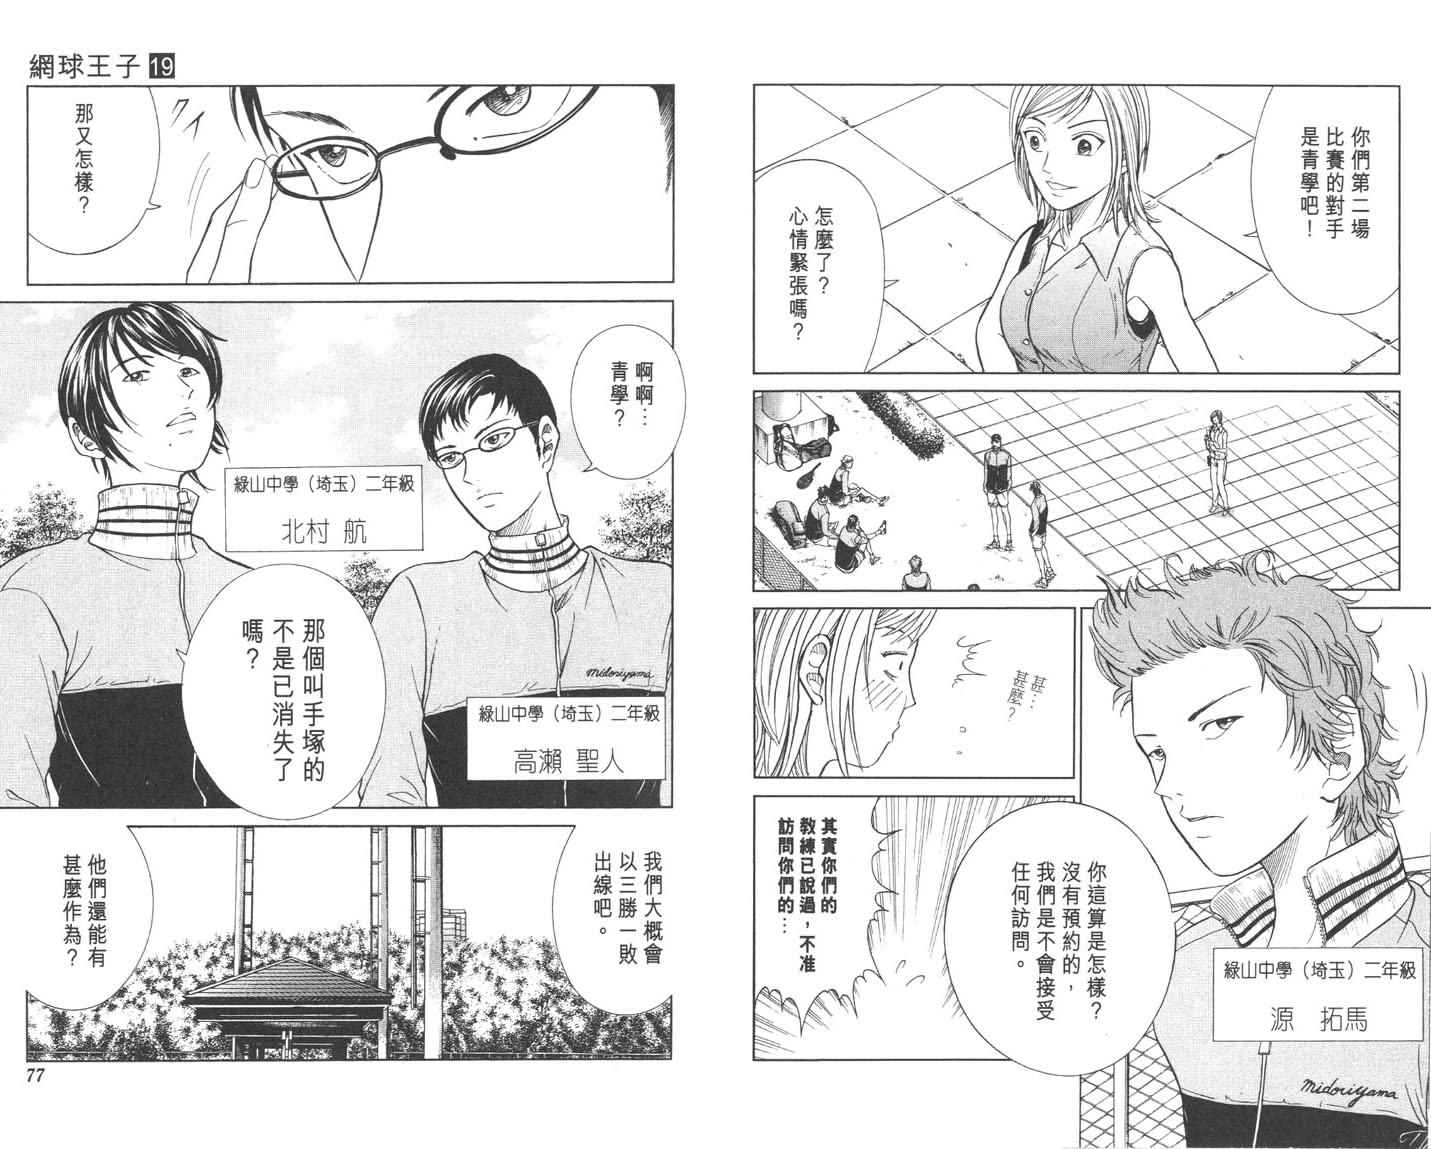 你們第二場
比賽的對手
是青學吧！
怎麼了？
心情緊張嗎？
甚…
甚麼？
你這算是怎樣？
沒有預約的，
我們是不會接受
任何訪問。
綠山中學（埼玉）二年級
源 拓馬
midoriyama
其實你們的
教練已說過，不准
訪問你們的…
網球王子 19
那又怎樣？
啊啊…
青學？
綠山中學（埼玉）二年級
北村 航
midoriyama
綠山中學（埼玉）二年級
高瀨 聖人
那個叫手塚的
不是已消失了
嗎？
我們大概會
以三勝一敗
出線吧。
他們還能有
甚麼作為？
77